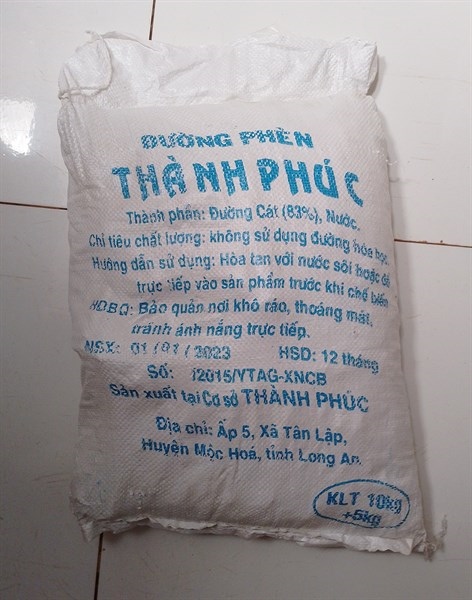 ĐƯỜNG PHÈN
THÀNH PHÚC
Thành phần: Đường Cát (83%), Nước.
Chỉ tiêu chất lượng: không sử dụng đường hóa học.
Hướng dẫn sử dụng: Hòa tan với nước sôi hoặc để
trực tiếp vào sản phẩm trước khi chế biến
HDBQ: Bảo quản nơi khô ráo, thoáng mát,
tránh ánh nắng trực tiếp.
NSX: 01/01/2023 HSD: 12 tháng
Số: 12015/YTAG-XNCB
Sản xuất tại Cơ sở THÀNH PHÚC
Địa chỉ: Ấp 5, Xã Tân Lập,
Huyện Mộc Hoá, tỉnh Long An.
KLT 10kg
+5kg